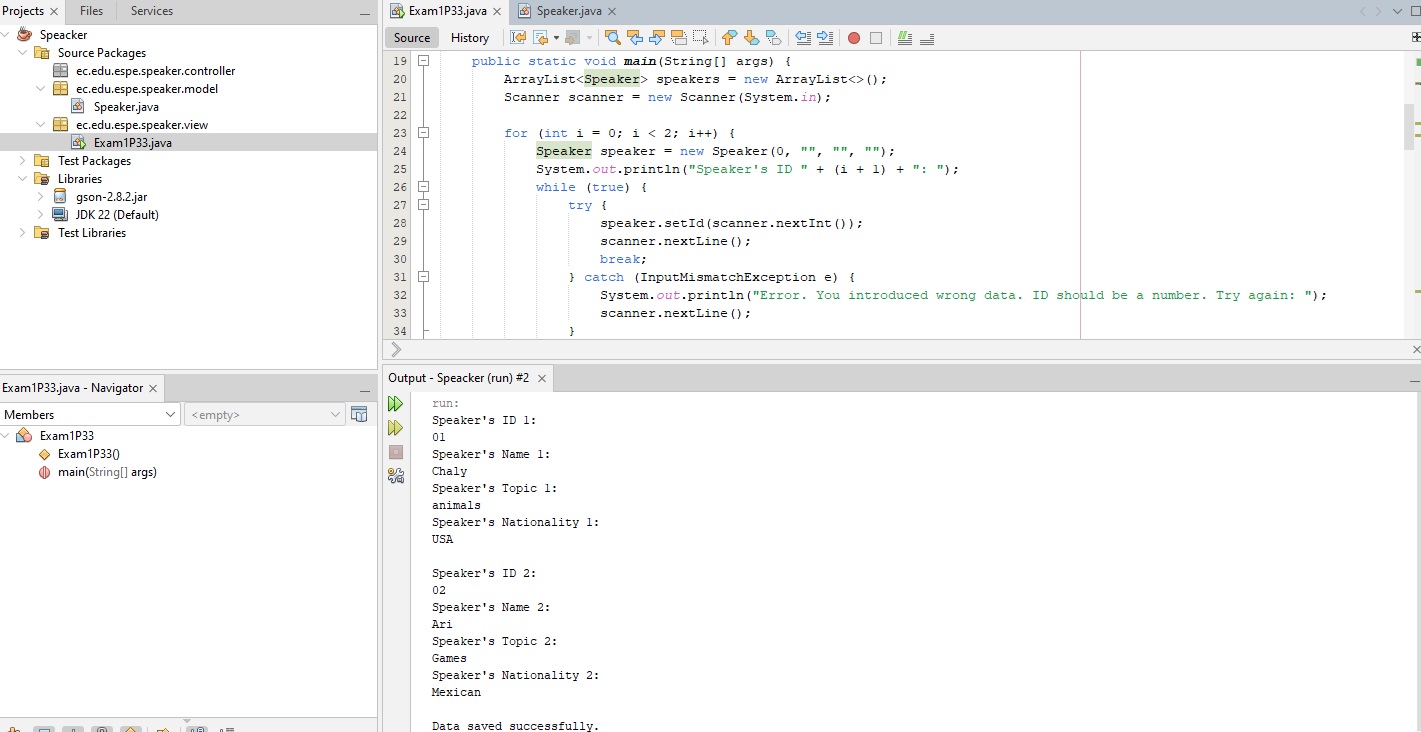 Projects × Files Services
Speacker
Source Packages
ec.edu.espe.speaker.controller
ec.edu.espe.speaker.model
Speaker.java
ec.edu.espe.speaker.view
Exam1P33.java
Test Packages
Libraries
gson-2.8.2.jar
JDK 22 (Default)
Test Libraries
Exam1P33.java - Navigator ×
Members <empty>
Exam1P33
Exam1P33()
main(String[] args)
Exam1P33.java × Speaker.java ×
Source History
19 public static void main(String[] args) {
20 ArrayList<Speaker> speakers = new ArrayList<>();
21 Scanner scanner = new Scanner(System.in);
22
23 for (int i = 0; i < 2; i++) {
24 Speaker speaker = new Speaker(0, "", "", "");
25 System.out.println("Speaker's ID " + (i + 1) + ": ");
26 while (true) {
27 try {
28 speaker.setId(scanner.nextInt());
29 scanner.nextLine();
30 break;
31 } catch (InputMismatchException e) {
32 System.out.println("Error. You introduced wrong data. ID should be a number. Try again: ");
33 scanner.nextLine();
34 }
Output - Speacker (run) #2 ×
run:
Speaker's ID 1:
01
Speaker's Name 1:
Chaly
Speaker's Topic 1:
animals
Speaker's Nationality 1:
USA
Speaker's ID 2:
02
Speaker's Name 2:
Ari
Speaker's Topic 2:
Games
Speaker's Nationality 2:
Mexican
Data saved successfully.